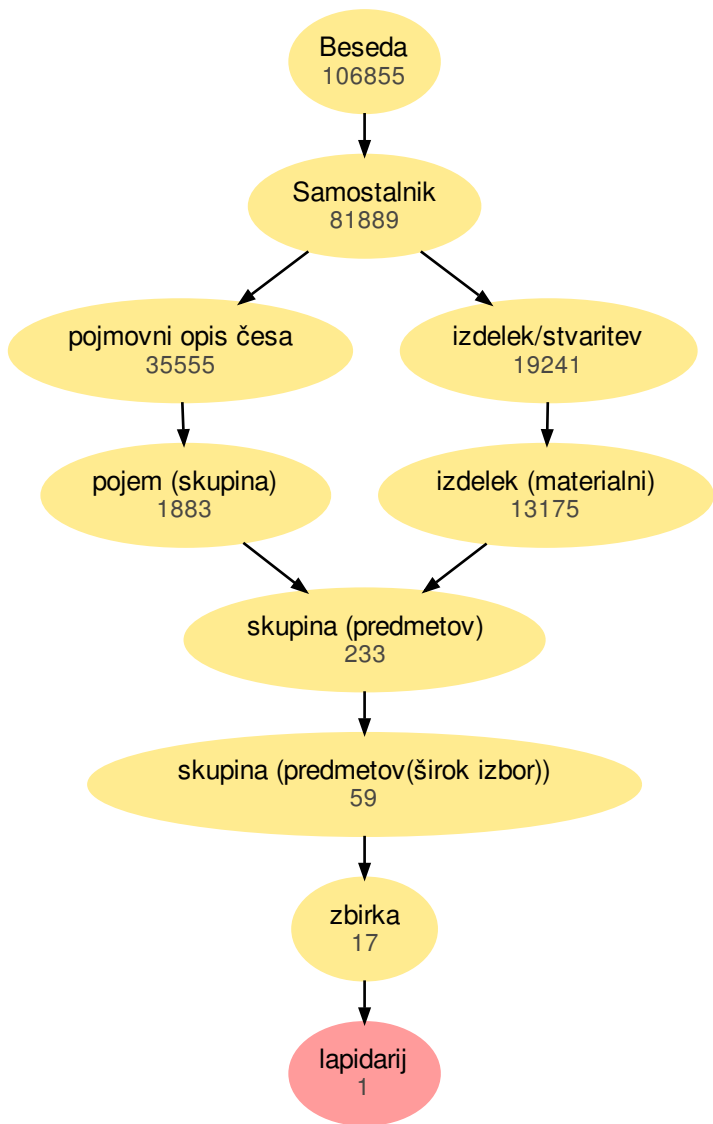 Beseda
106855
Samostalnik
81889
pojmovni opis česa
35555
izdelek/stvaritev
19241
pojem (skupina)
1883
izdelek (materialni)
13175
skupina (predmetov)
233
skupina (predmetov(širok izbor))
59
zbirka
17
lapidarij
1